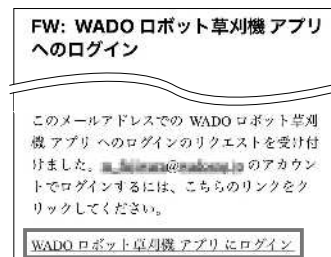 FW: WADO ロボット草刈機 アプリ
へのログイン
このメールアドレスでの WADO ロボット草刈
機 アプリ へのログインのリクエストを受け付
けました。 のアカウン
トでログインするには、こちらのリンクをク
リックしてください。
WADO ロボット草刈機 アプリ にログイン